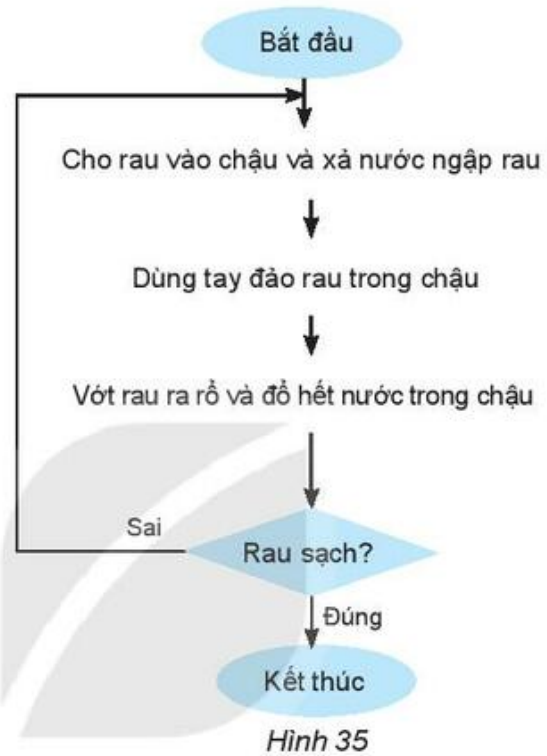 Bắt đầu
Cho rau vào chậu và xả nước ngập rau
Dùng tay đảo rau trong chậu
Vớt rau ra rổ và đổ hết nước trong chậu
Sai
Rau sạch?
Đúng
Kết thúc
Hình 35